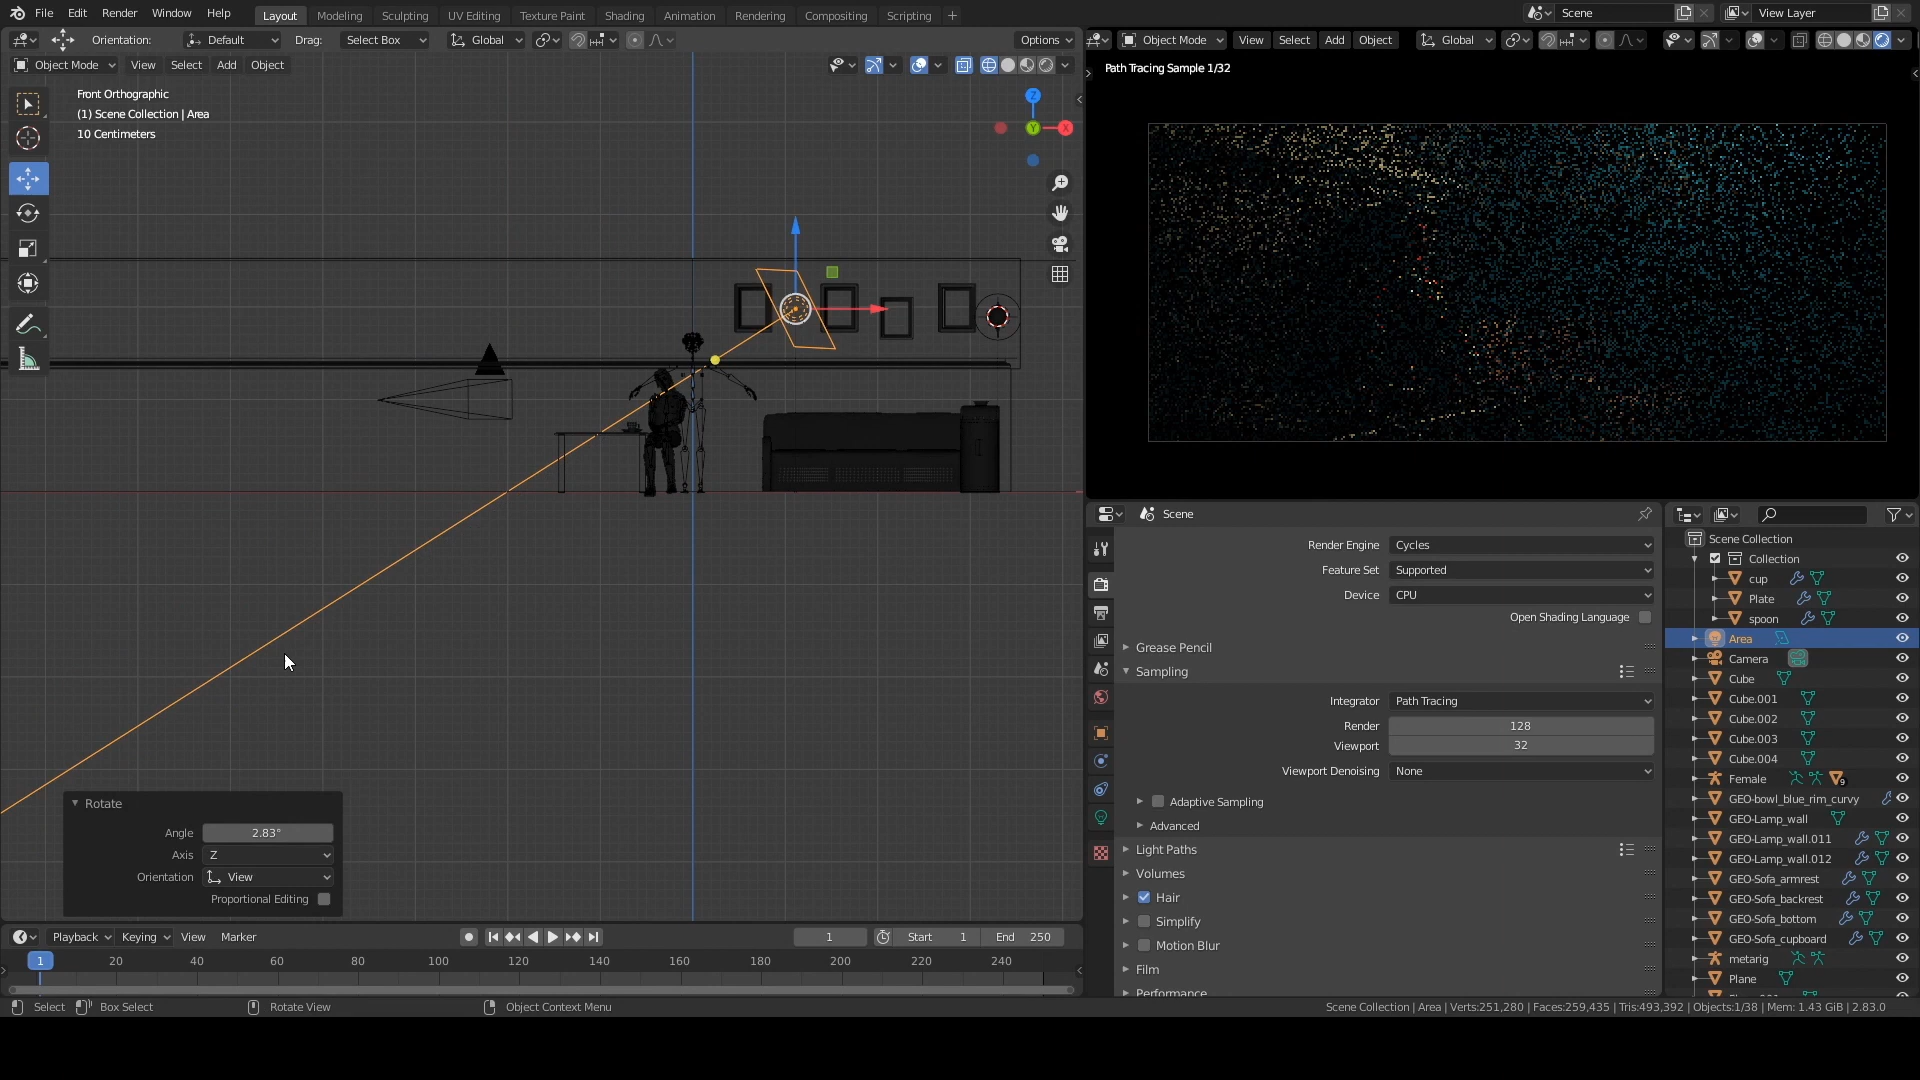 File Edit Render Window Help Layout Modeling Sculpting UV Editing Texture Paint Shading Animation Rendering Compositing Scripting + Scene View Layer
Orientation: Default Drag: Select Box Global Options Object Mode View Select Add Object Global
Object Mode View Select Add Object
Path Tracing Sample 1/32
Front Orthographic
(1) Scene Collection | Area
10 Centimeters
Z
Y
X
Scene
Render Engine Cycles
Feature Set Supported
Device CPU
Open Shading Language
Grease Pencil
Sampling
Integrator Path Tracing
Render 128
Viewport 32
Viewport Denoising None
Adaptive Sampling
Advanced
Light Paths
Volumes
Hair
Simplify
Motion Blur
Film
Performance
Scene Collection
Collection
cup
Plate
spoon
Area
Camera
Cube
Cube.001
Cube.002
Cube.003
Cube.004
Female 9
GEO-bowl_blue_rim_curvy
GEO-Lamp_wall
GEO-Lamp_wall.011
GEO-Lamp_wall.012
GEO-Sofa_armrest
GEO-Sofa_backrest
GEO-Sofa_bottom
GEO-Sofa_cupboard
metarig
Plane
Rotate
Angle 2.83°
Axis Z
Orientation View
Proportional Editing
Playback Keying View Marker 1 Start 1 End 250
1 20 40 60 80 100 120 140 160 180 200 220 240
Select Box Select Rotate View Object Context Menu Scene Collection | Area | Verts:251,280 | Faces:259,435 | Tris:493,392 | Objects:1/38 | Mem: 1.43 GiB | 2.83.0